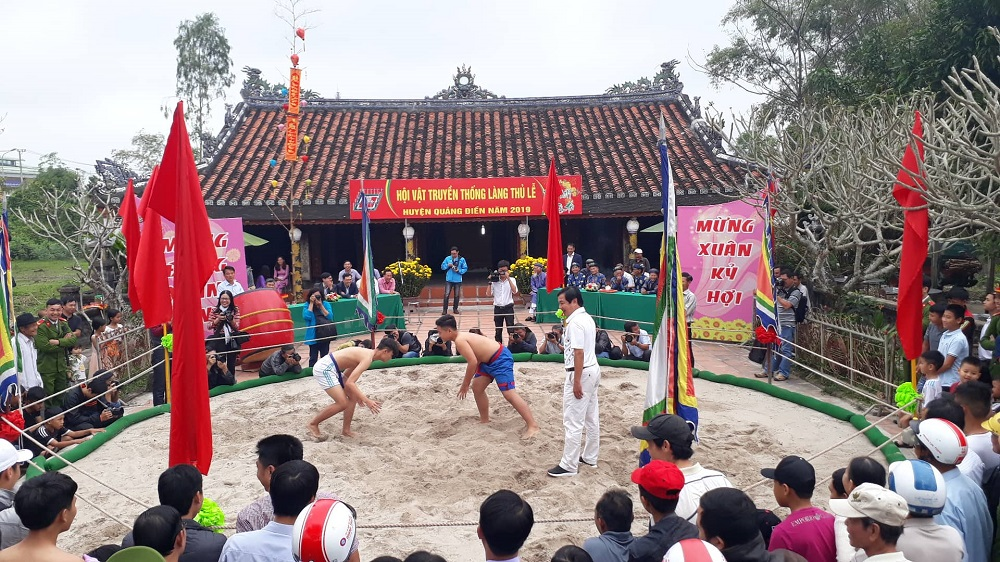 HỘI VẬT TRUYỀN THỐNG LÀNG THỦ LỄ
HUYỆN QUẢNG ĐIỀN NĂM 2019
MỪNG
XUÂN
KỶ
HỢI